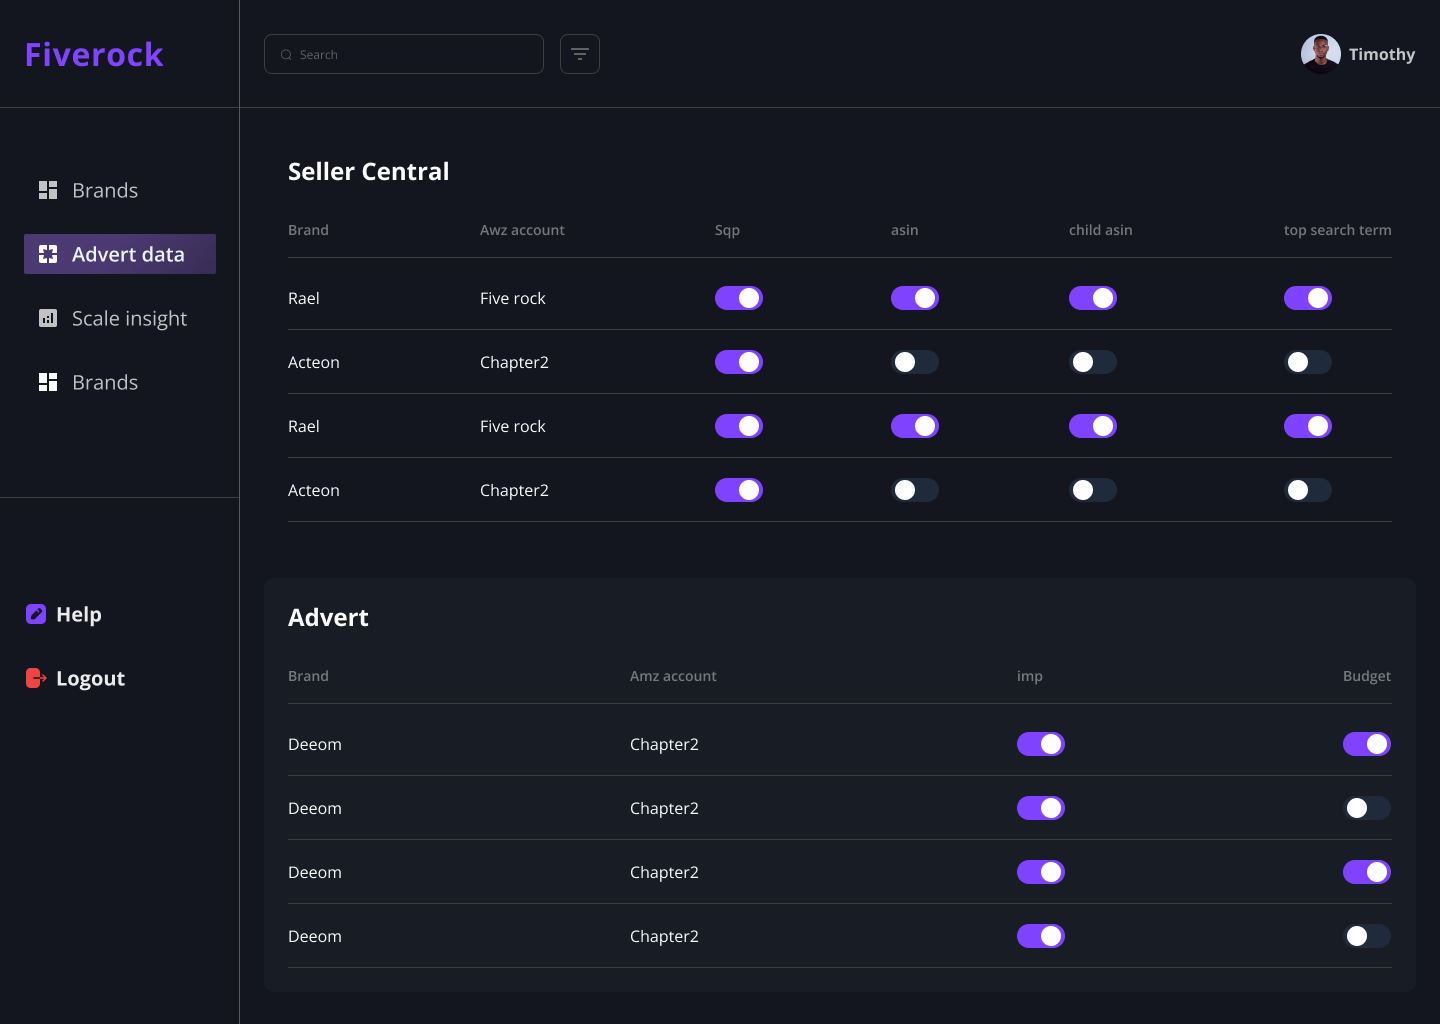 Fiverock
Search
Timothy
Brands
Advert data
Scale insight
Brands
Help
Logout
Seller Central
Brand Awz account Sqp asin child asin top search term
Rael Five rock
Acteon Chapter2
Rael Five rock
Acteon Chapter2
Advert
Brand Amz account imp Budget
Deeom Chapter2
Deeom Chapter2
Deeom Chapter2
Deeom Chapter2